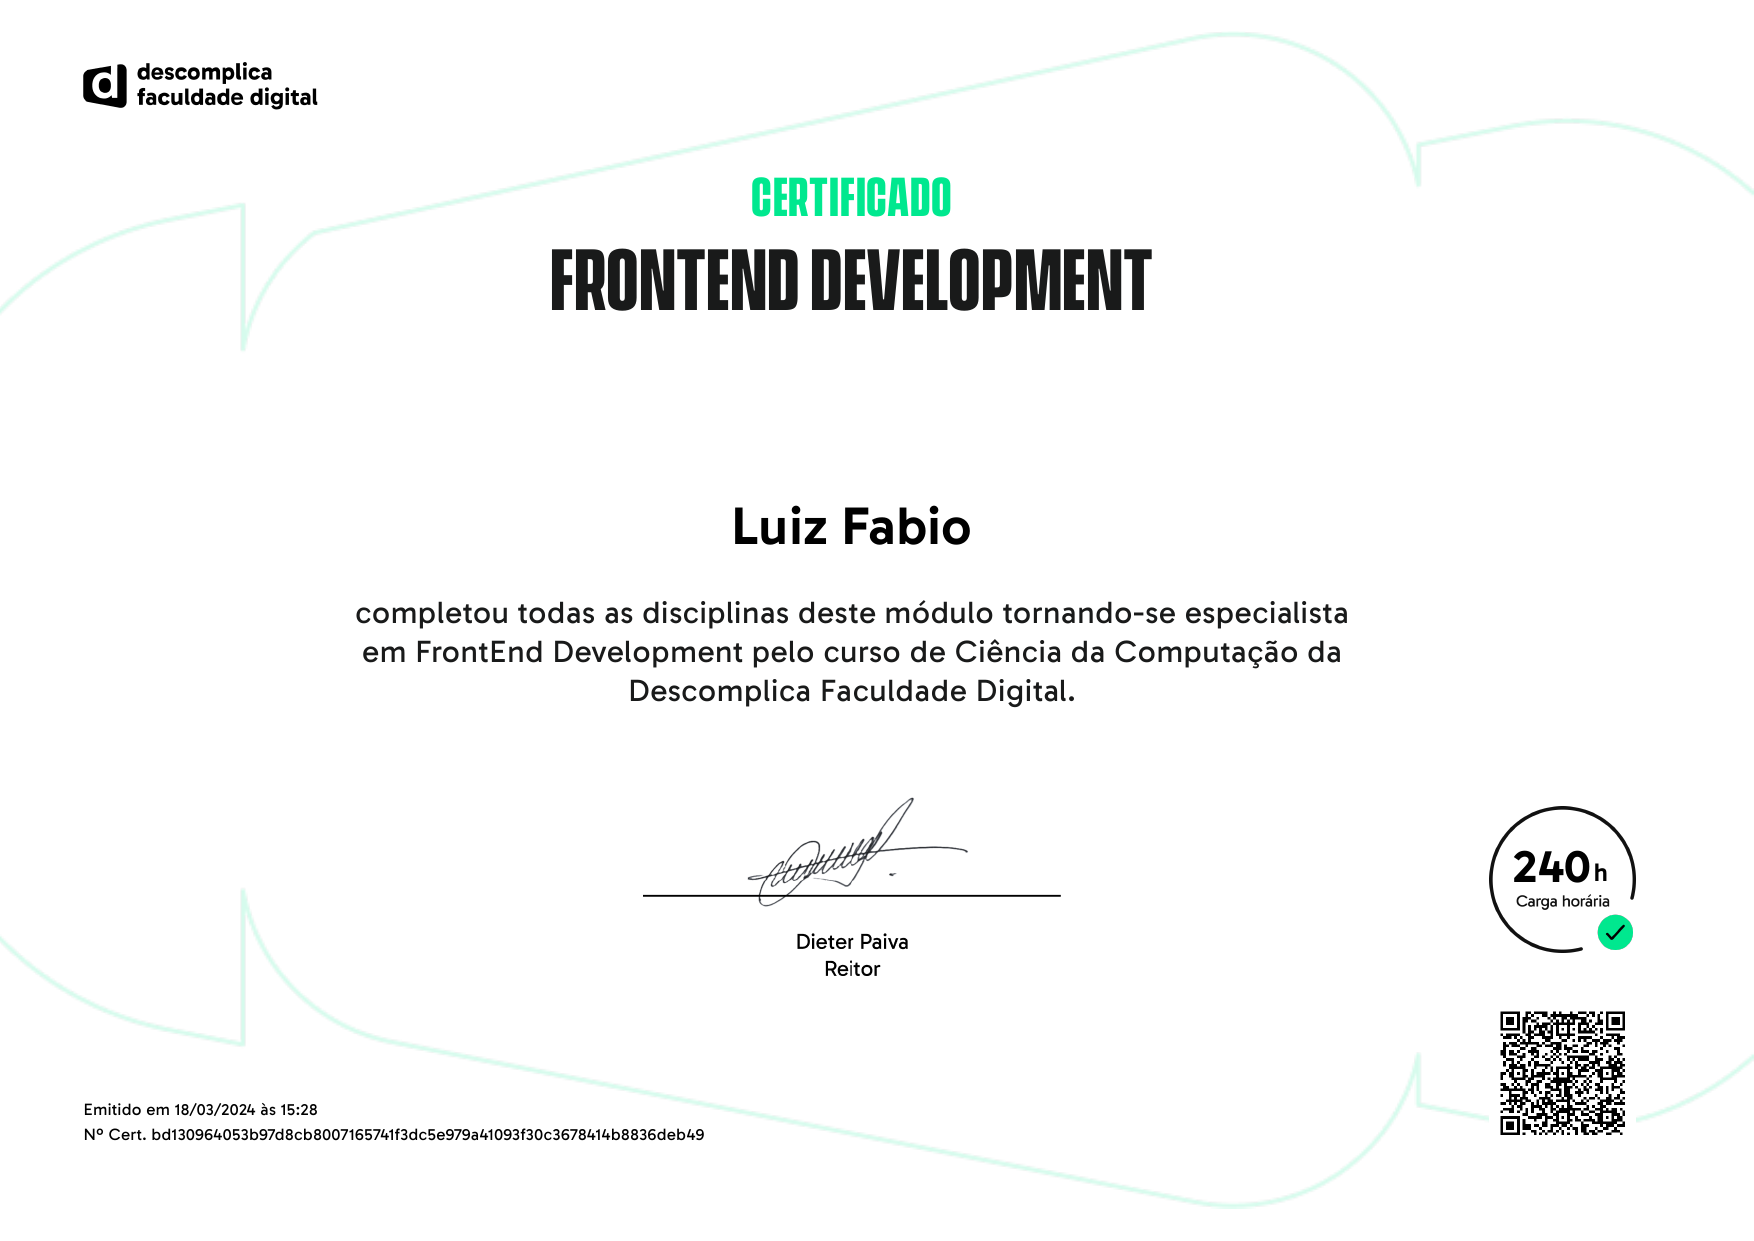 descomplica
faculdade digital
CERTIFICADO
FRONTEND DEVELOPMENT
Luiz Fabio
completou todas as disciplinas deste módulo tornando-se especialista
em FrontEnd Development pelo curso de Ciência da Computação da
Descomplica Faculdade Digital.
Dieter Paiva
Reitor
240h
Carga horária
Emitido em 18/03/2024 às 15:28
Nº Cert. bd130964053b97d8cb8007165741f3dc5e979a41093f30c3678414b8836deb49